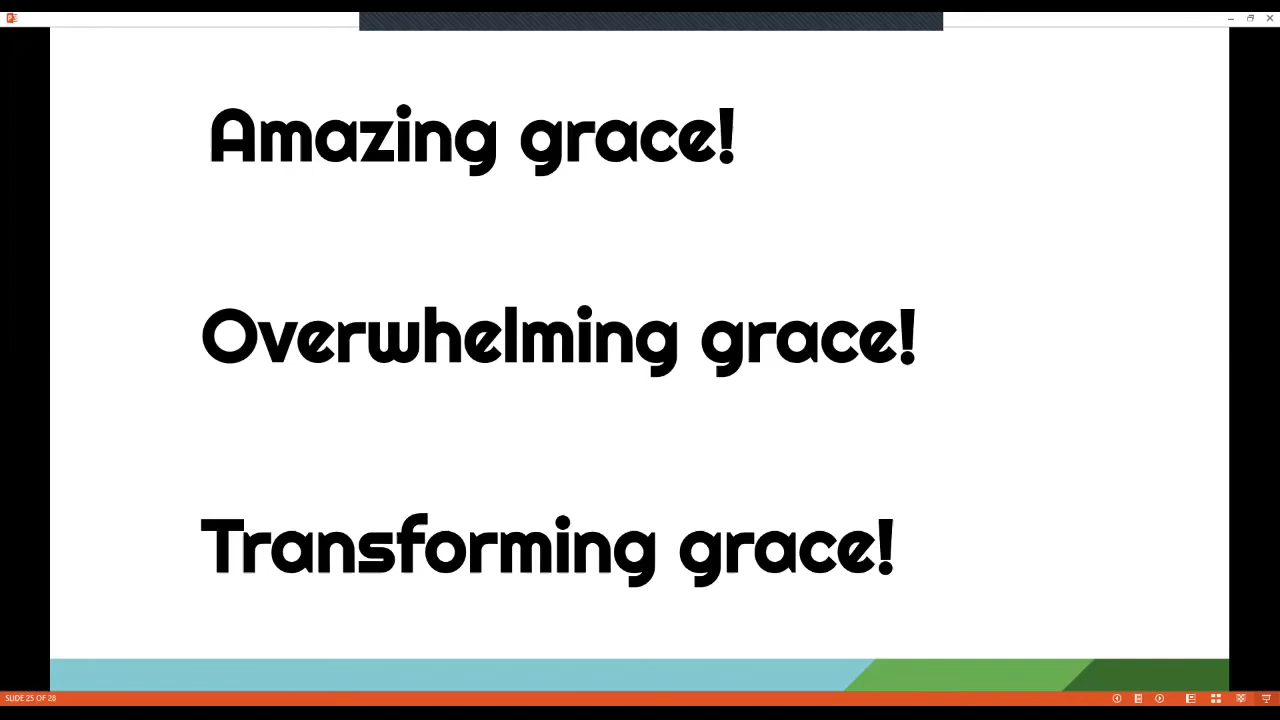 Amazing grace!
Overwhelming grace!
Transforming grace!
SLIDE 25 OF 28